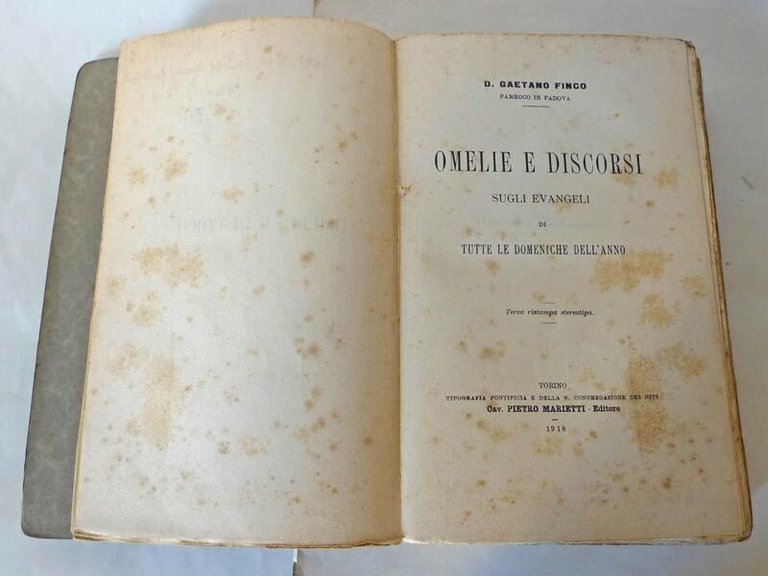 D. GAETANO FINCO
PARROCO IN PADOVA
OMELIE E DISCORSI
SUGLI EVANGELI
DI
TUTTE LE DOMENICHE DELL'ANNO
Terza ristampa stereotipa.
TORINO
TIPOGRAFIA PONTIFICIA E DELLA S. CONGREGAZIONE DEI RITI
Cav. PIETRO MARIETTI - Editore
1918